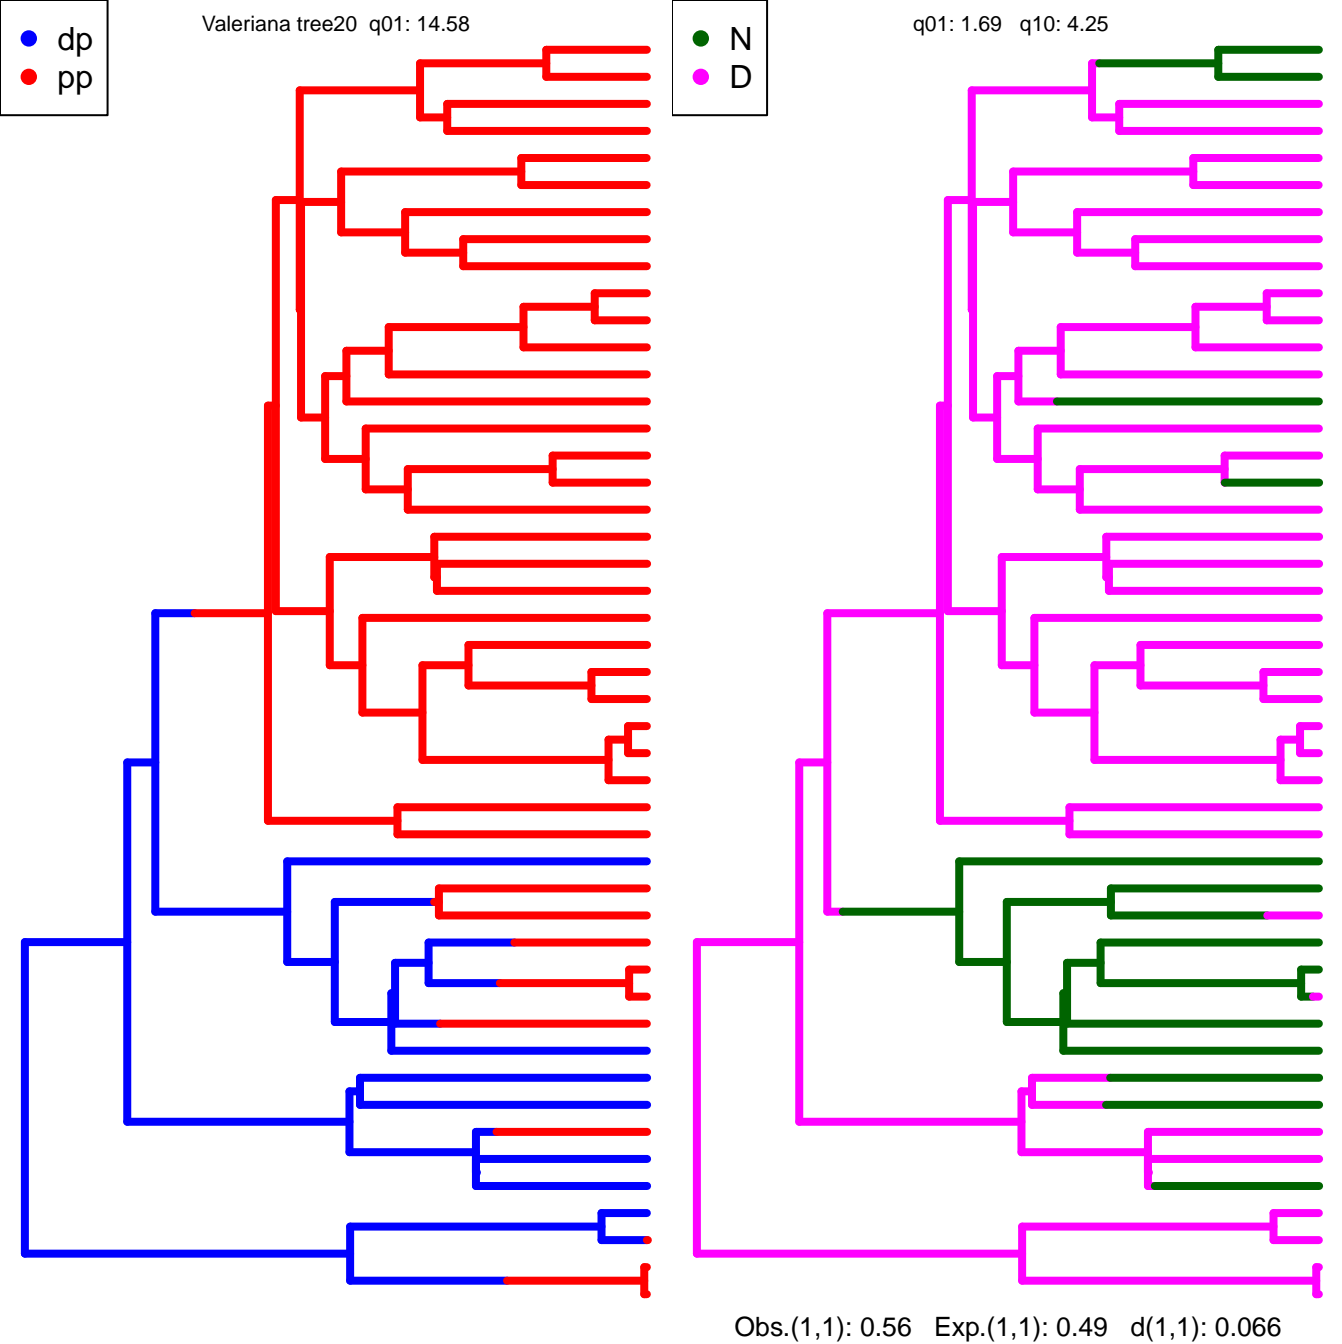 Valeriana tree20 q01: 14.58
dp
pp
q01: 1.69 q10: 4.25
N
D
Obs.(1,1): 0.56 Exp.(1,1): 0.49 d(1,1): 0.066